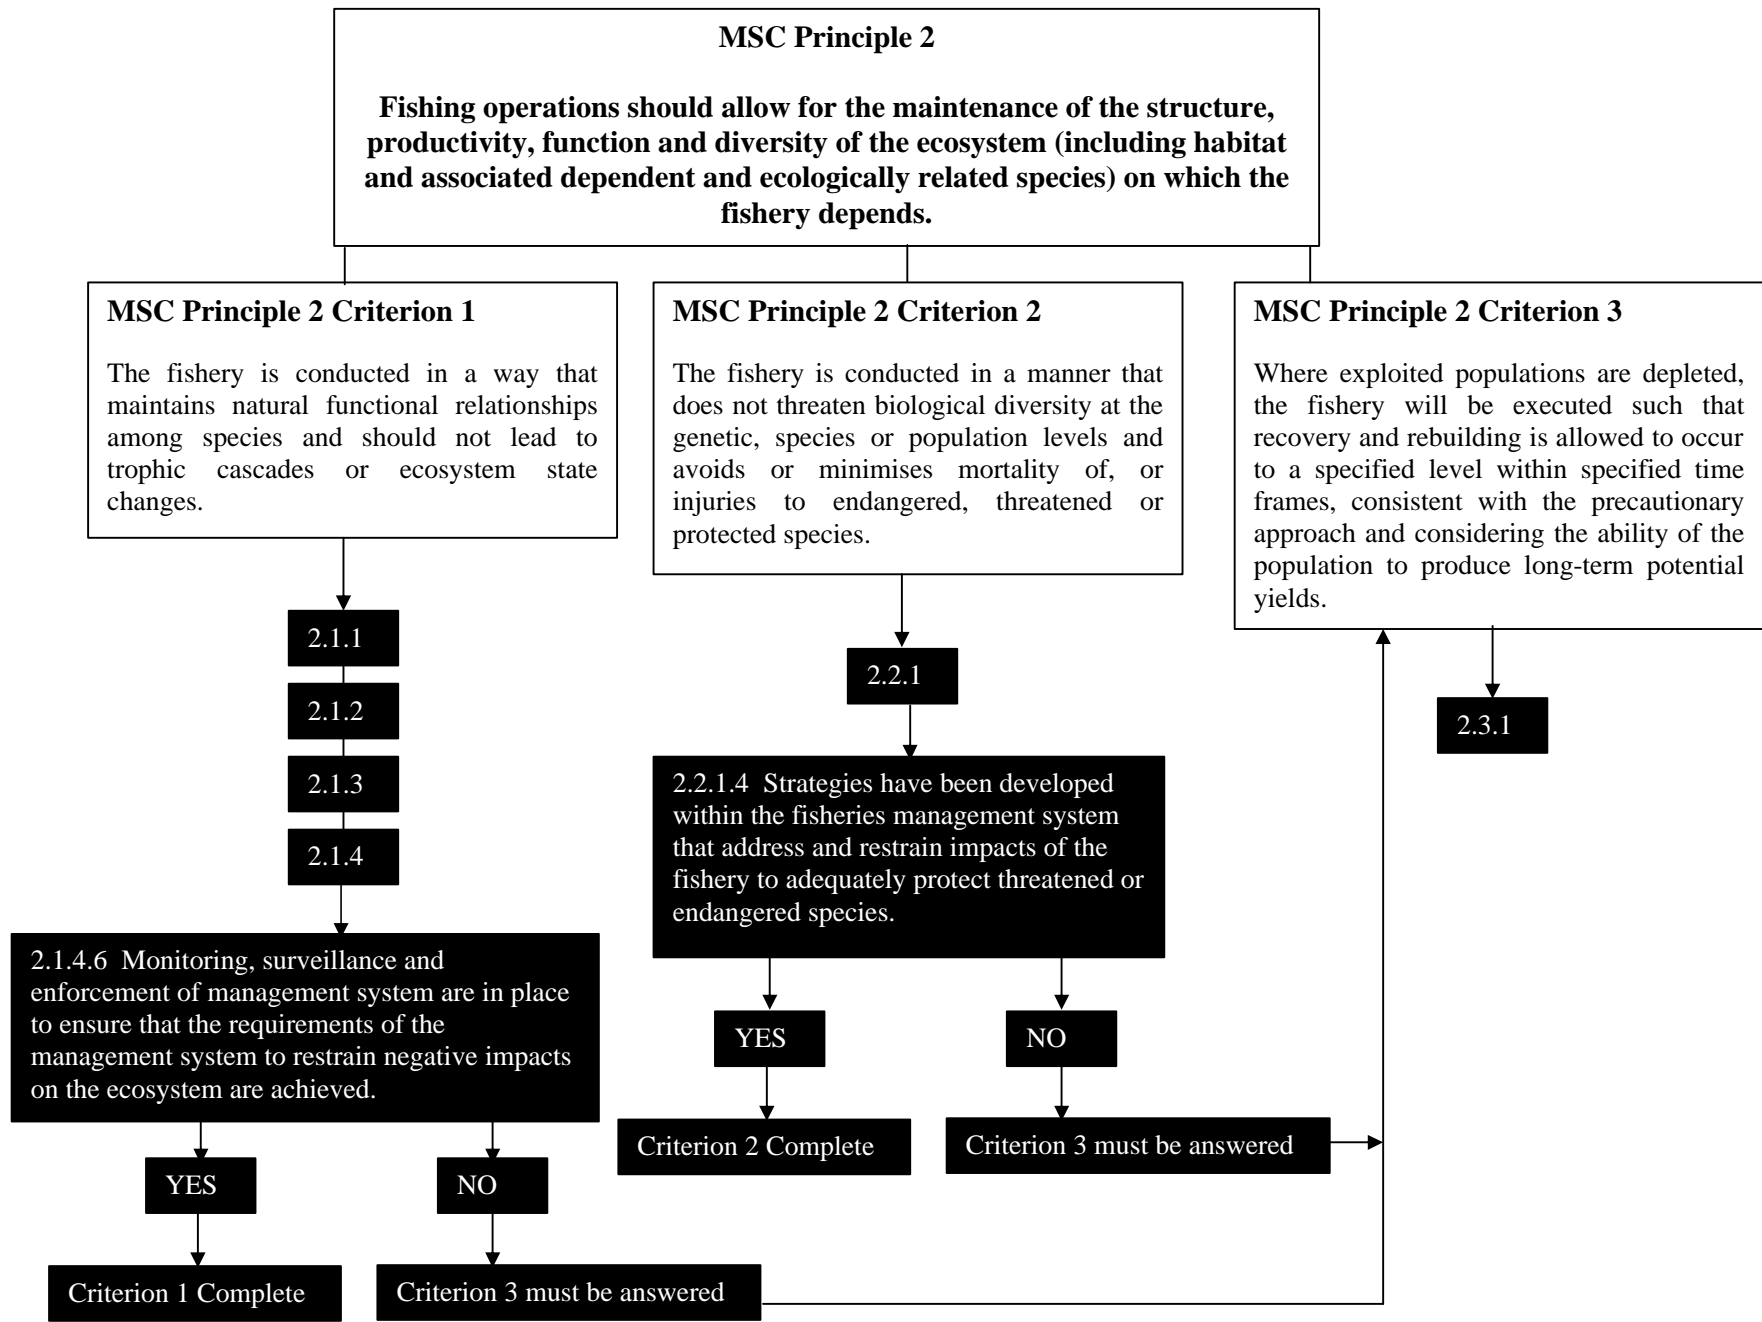 MSC Principle 2
Fishing operations should allow for the maintenance of the structure,
productivity, function and diversity of the ecosystem (including habitat
and associated dependent and ecologically related species) on which the
fishery depends.
MSC Principle 2 Criterion 1
The fishery is conducted in a way that
maintains natural functional relationships
among species and should not lead to
trophic cascades or ecosystem state
changes.
MSC Principle 2 Criterion 2
The fishery is conducted in a manner that
does not threaten biological diversity at the
genetic, species or population levels and
avoids or minimises mortality of, or
injuries to endangered, threatened or
protected species.
MSC Principle 2 Criterion 3
Where exploited populations are depleted,
the fishery will be executed such that
recovery and rebuilding is allowed to occur
to a specified level within specified time
frames, consistent with the precautionary
approach and considering the ability of the
population to produce long-term potential
yields.
2.1.1
2.1.2
2.1.3
2.1.4
2.1.4.6 Monitoring, surveillance and
enforcement of management system are in place
to ensure that the requirements of the
management system to restrain negative impacts
on the ecosystem are achieved.
YES
NO
Criterion 1 Complete
Criterion 3 must be answered
2.2.1
2.2.1.4 Strategies have been developed
within the fisheries management system
that address and restrain impacts of the
fishery to adequately protect threatened or
endangered species.
YES
NO
Criterion 2 Complete
Criterion 3 must be answered
2.3.1